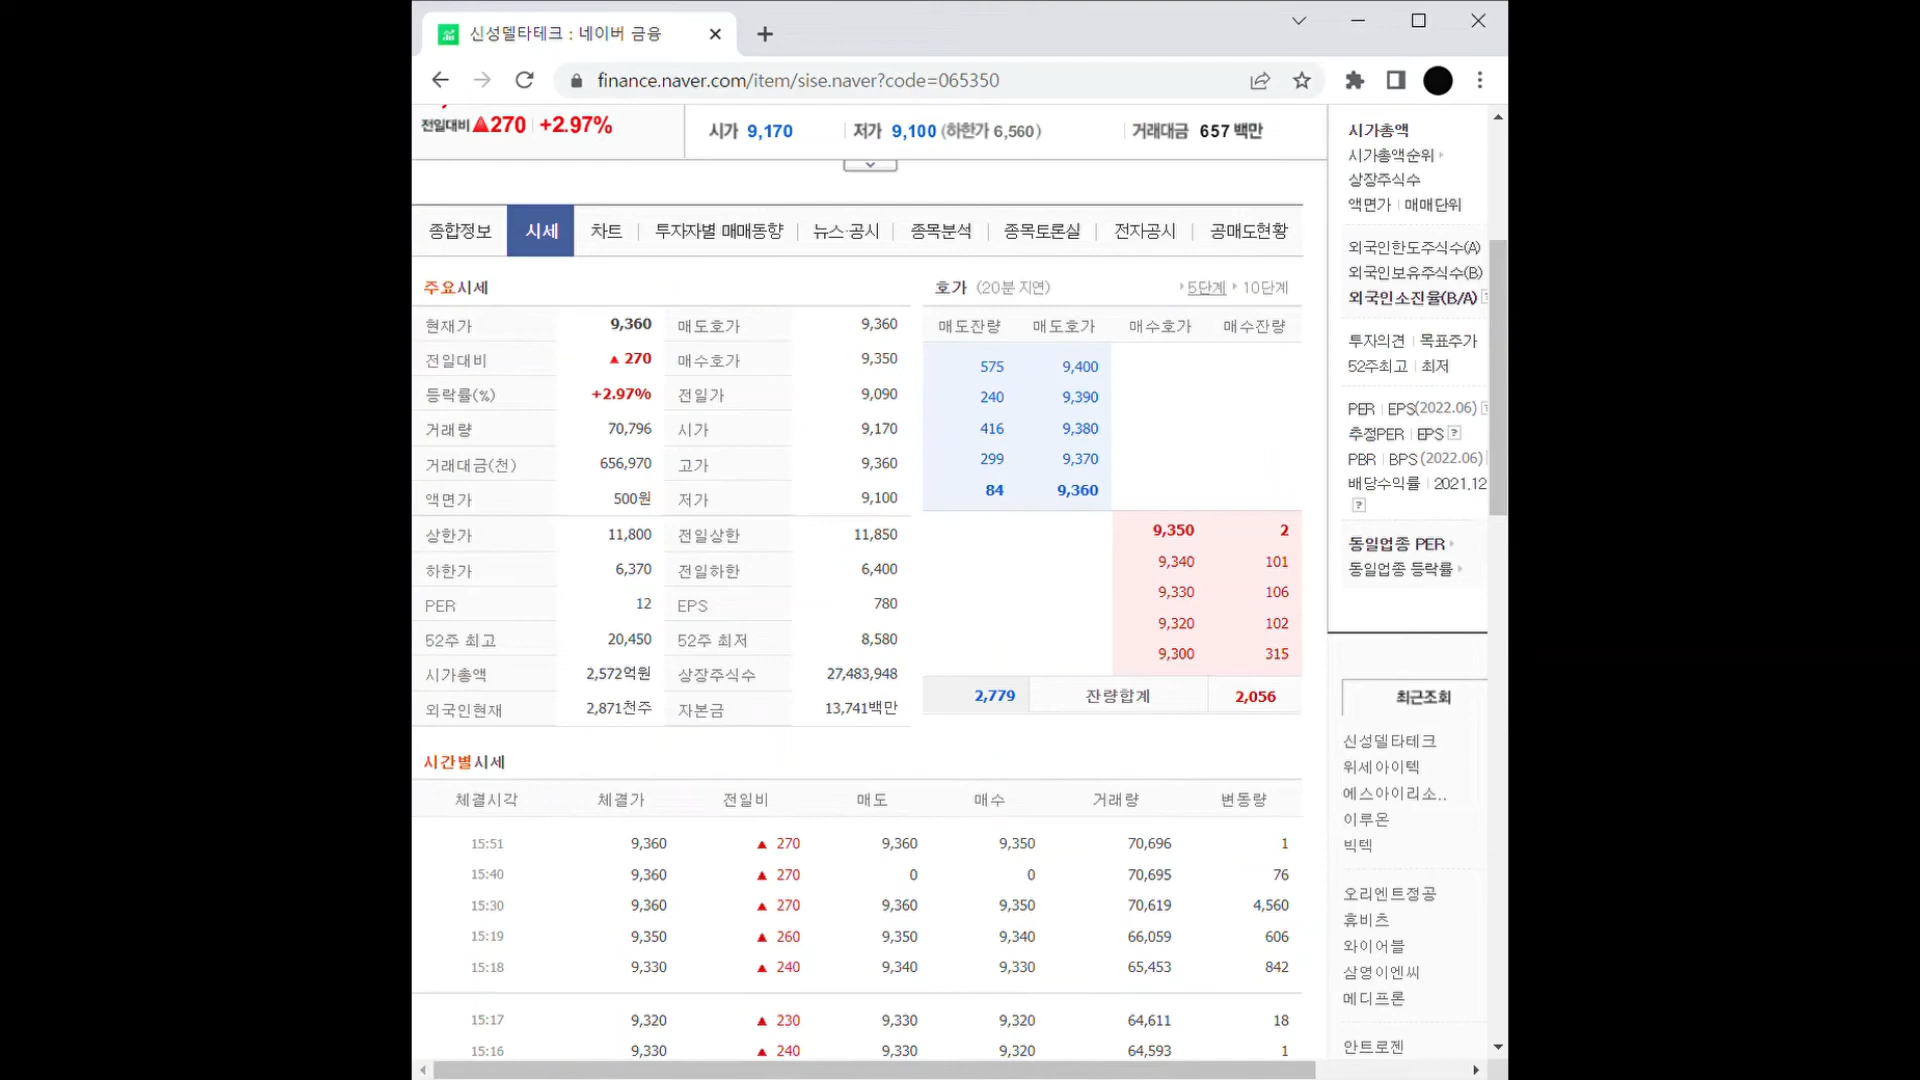 신성델타테크 : 네이버 금융
finance.naver.com/item/sise.naver?code=065350
전일대비 ▲270 +2.97%
시가 9,170 저가 9,100 (하한가 6,560) 거래대금 657 백만
종합정보 시세 차트 투자자별 매매동향 뉴스·공시 종목분석 종목토론실 전자공시 공매도현황
주요시세
현재가 9,360 매도호가 9,360
전일대비 ▲ 270 매수호가 9,350
등락률(%) +2.97% 전일가 9,090
거래량 70,796 시가 9,170
거래대금(천) 656,970 고가 9,360
액면가 500원 저가 9,100
상한가 11,800 전일상한 11,850
하한가 6,370 전일하한 6,400
PER 12 EPS 780
52주 최고 20,450 52주 최저 8,580
시가총액 2,572억원 상장주식수 27,483,948
외국인현재 2,871천주 자본금 13,741백만
호가 (20분 지연) 5단계 10단계
매도잔량 매도호가 매수호가 매수잔량
575 9,400
240 9,390
416 9,380
299 9,370
84 9,360
9,350 2
9,340 101
9,330 106
9,320 102
9,300 315
2,779 잔량합계 2,056
시간별시세
체결시각 체결가 전일비 매도 매수 거래량 변동량
15:51 9,360 ▲ 270 9,360 9,350 70,696 1
15:40 9,360 ▲ 270 0 0 70,695 76
15:30 9,360 ▲ 270 9,360 9,350 70,619 4,560
15:19 9,350 ▲ 260 9,350 9,340 66,059 606
15:18 9,330 ▲ 240 9,340 9,330 65,453 842
15:17 9,320 ▲ 230 9,330 9,320 64,611 18
15:16 9,330 ▲ 240 9,330 9,320 64,593 1
시가총액
시가총액순위
상장주식수
액면가 | 매매단위
외국인한도주식수(A)
외국인보유주식수(B)
외국인소진율(B/A) ?
투자의견 | 목표주가
52주최고 | 최저
PER | EPS(2022.06)
추정PER | EPS ?
PBR | BPS (2022.06)
배당수익률 | 2021.12
?
동일업종 PER
동일업종 등락률
최근조회
신성델타테크
위세아이텍
에스아이리소..
이루온
빅텍
오리엔트정공
휴비츠
와이어블
삼영이엔씨
메디프론
안트로젠